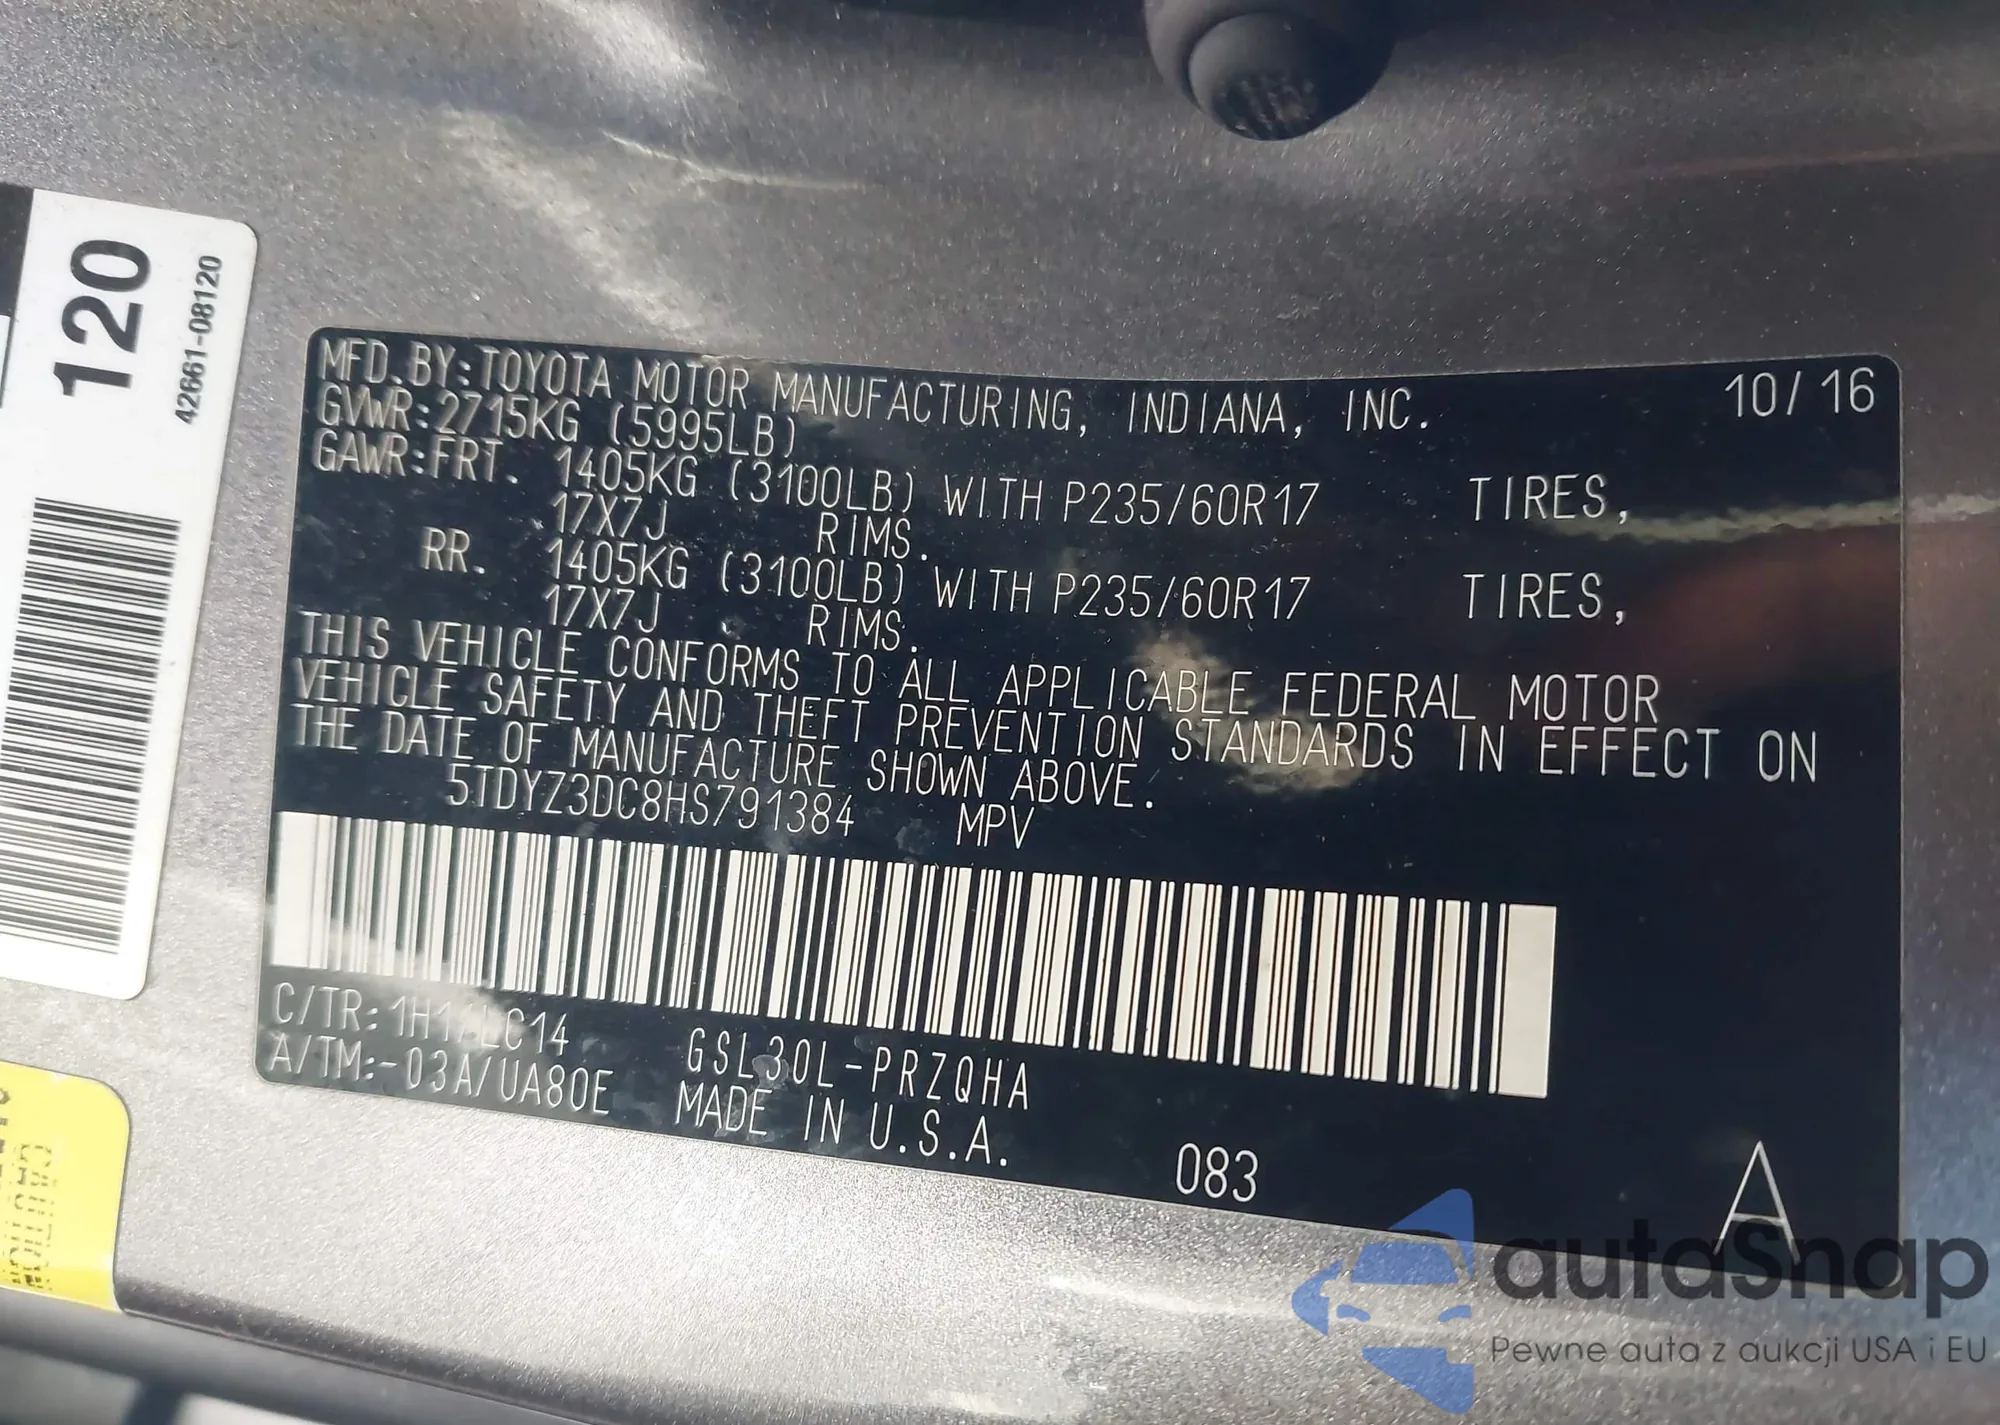 120
42661-08120
MFD.BY:TOYOTA MOTOR MANUFACTURING, INDIANA, INC. 10/16
GVWR:2715KG (5995LB)
GAWR:FRT. 1405KG (3100LB) WITH P235/60R17 TIRES,
17X7J RIMS.
RR. 1405KG (3100LB) WITH P235/60R17 TIRES,
17X7J RIMS.
THIS VEHICLE CONFORMS TO ALL APPLICABLE FEDERAL MOTOR
VEHICLE SAFETY AND THEFT PREVENTION STANDARDS IN EFFECT ON
THE DATE OF MANUFACTURE SHOWN ABOVE.
5TDYZ3DC8HS791384 MPV
C/TR: GSL30L-PRZQHA
A/TM:-03A/UA80E MADE IN U.S.A.
083
A
CAUTION
autaSnap
Pewne auta z aukcji USA i EU